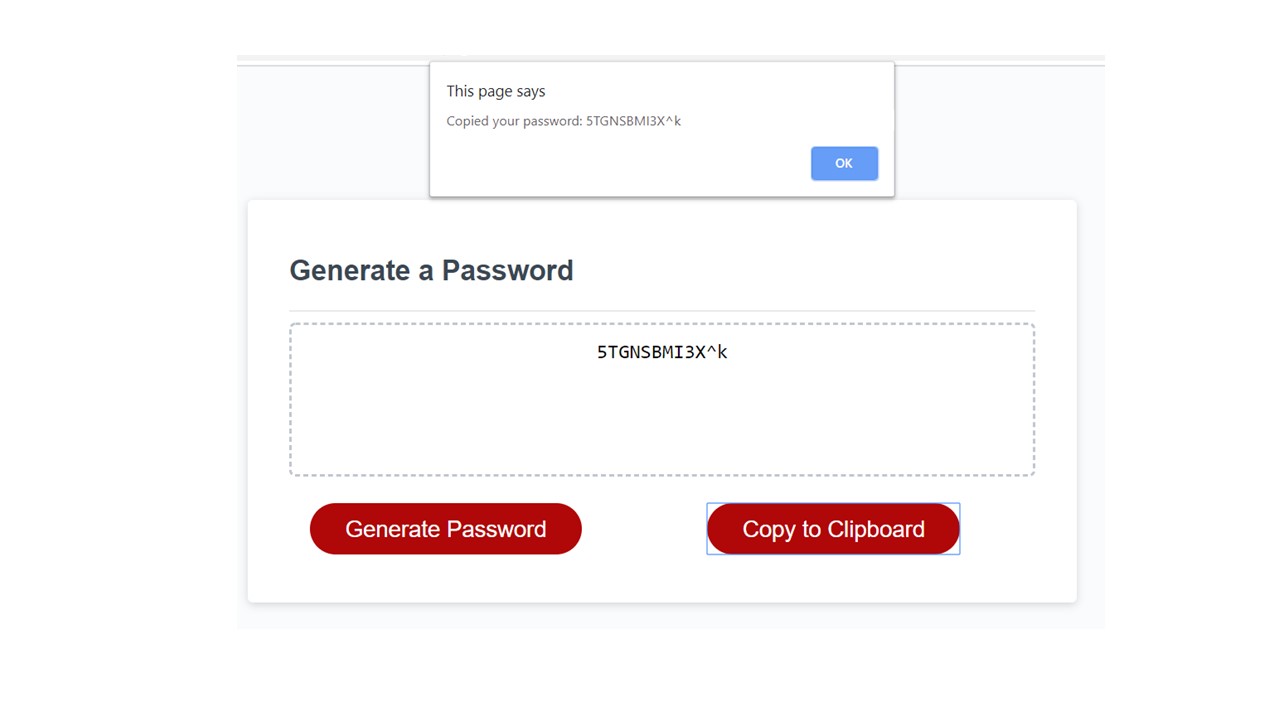 This page says
Copied your password: 5TGNSBMI3X^k
OK
Generate a Password
5TGNSBMI3X^k
Generate Password
Copy to Clipboard